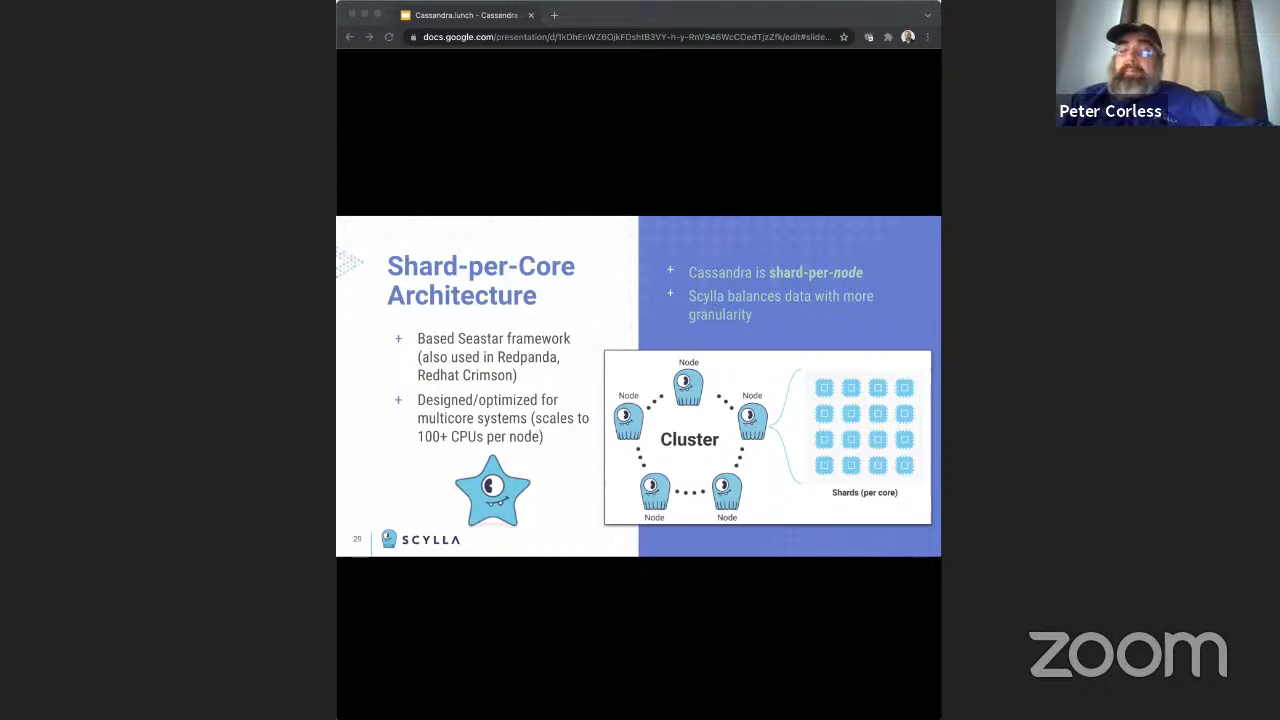 Cassandra.lunch - Cassandra
docs.google.com/presentation/d/1kDhEnWZ6OjkFDshtB3VY-h-y-RnV946WcCOedTjzZfk/edit#slide...
Peter Corless
Shard-per-Core
Architecture
+ Based Seastar framework
(also used in Redpanda,
Redhat Crimson)
+ Designed/optimized for
multicore systems (scales to
100+ CPUs per node)
+ Cassandra is shard-per-node
+ Scylla balances data with more
granularity
Node
Node
Node
Cluster
Node
Node
Shards (per core)
29
SCYLLA
zoom